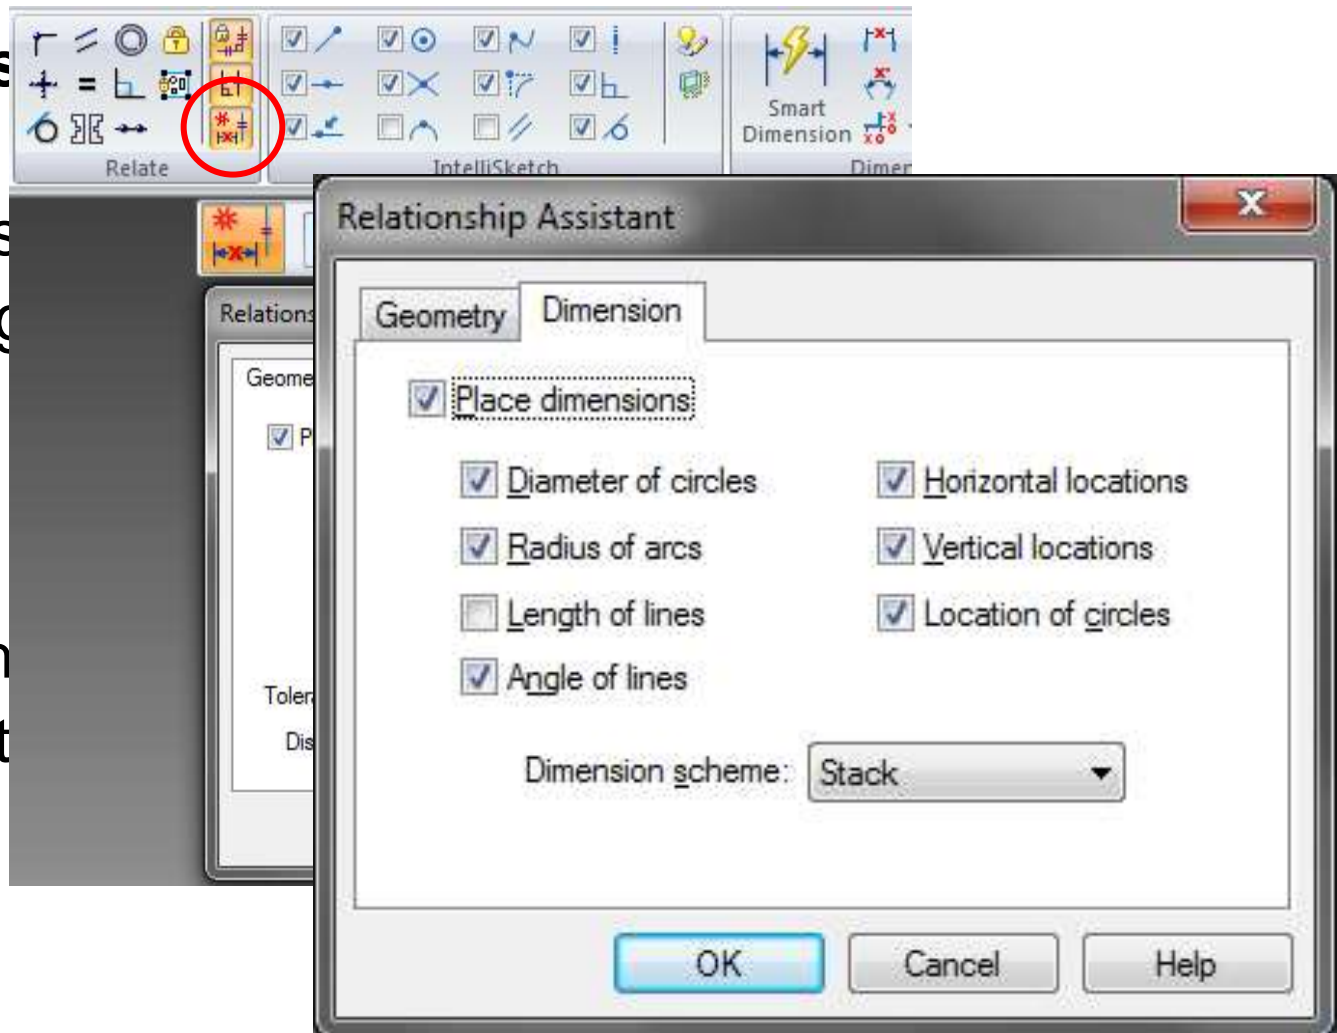 s
Relate
IntelliSketch
Smart
Dimension
Dimer
s
g
n
t
Relations
Geome
P
Toler
Dis
Relationship Assistant
Geometry
Dimension
Place dimensions
Diameter of circles
Horizontal locations
Radius of arcs
Vertical locations
Length of lines
Location of circles
Angle of lines
Dimension scheme: Stack
OK Cancel Help